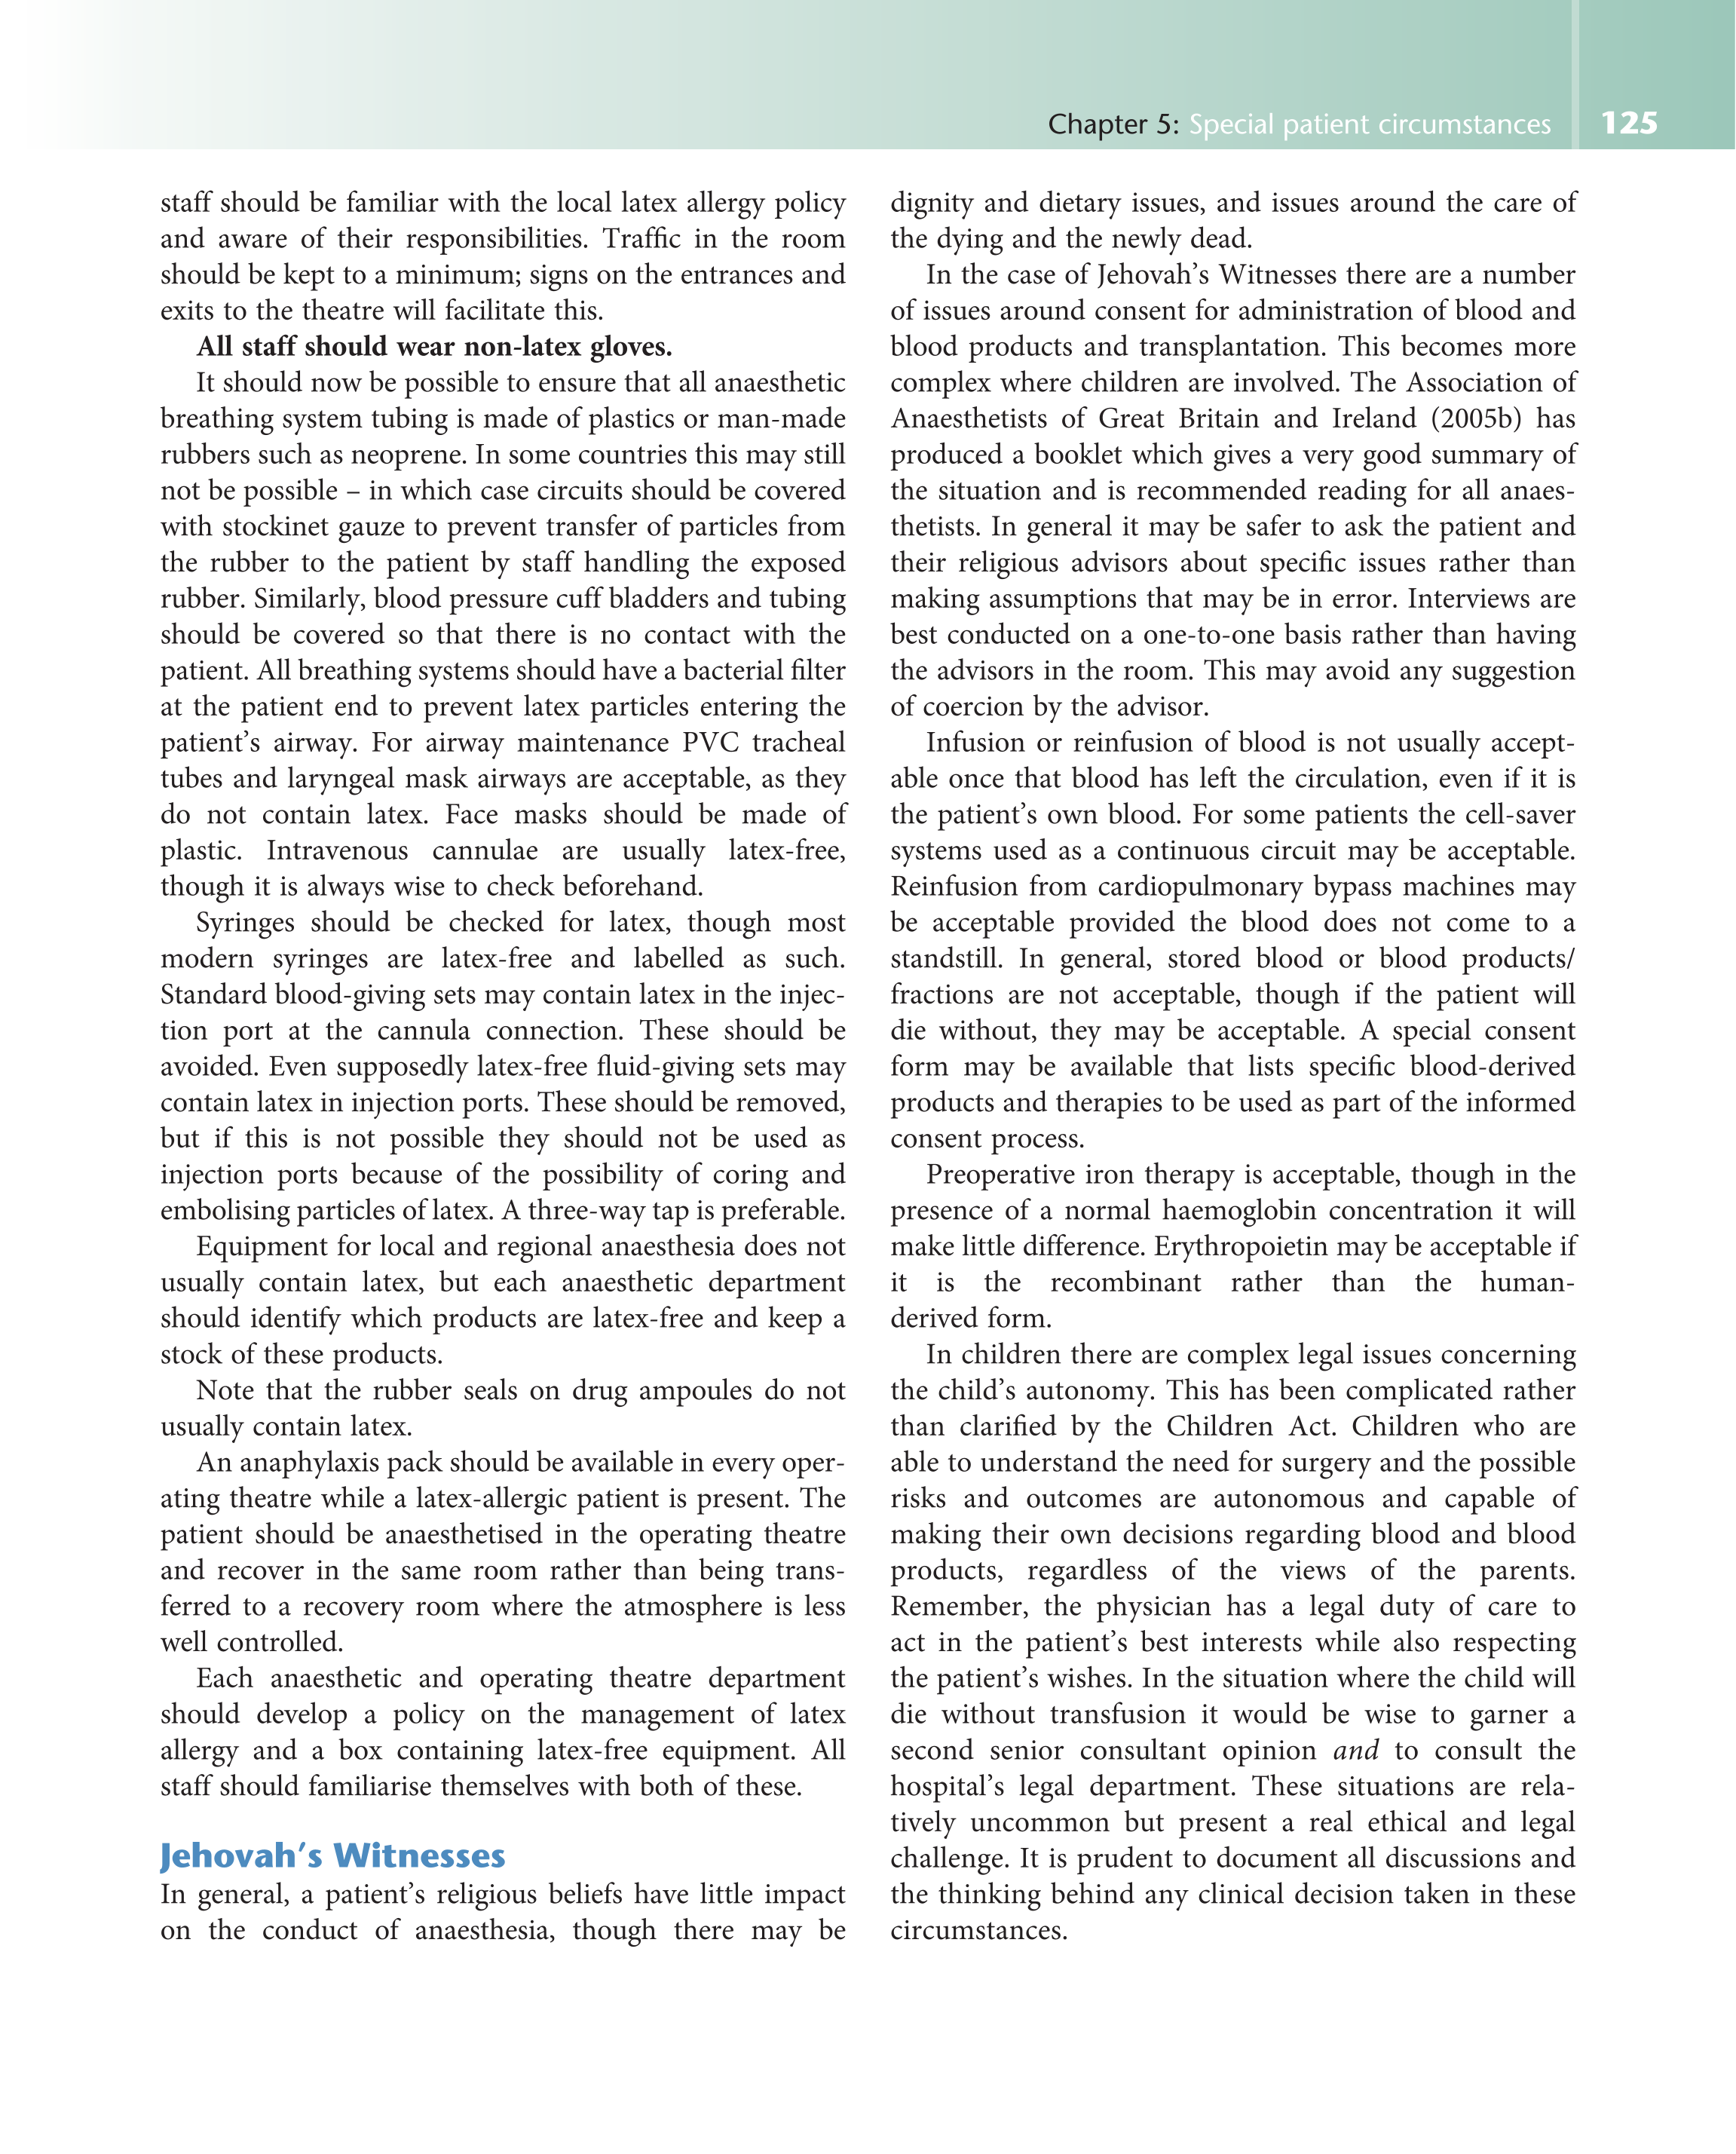 Chapter 5: Special patient circumstances 125
staff should be familiar with the local latex allergy policy
and aware of their responsibilities. Traffic in the room
should be kept to a minimum; signs on the entrances and
exits to the theatre will facilitate this.
All staff should wear non-latex gloves.
It should now be possible to ensure that all anaesthetic
breathing system tubing is made of plastics or man-made
rubbers such as neoprene. In some countries this may still
not be possible – in which case circuits should be covered
with stockinet gauze to prevent transfer of particles from
the rubber to the patient by staff handling the exposed
rubber. Similarly, blood pressure cuff bladders and tubing
should be covered so that there is no contact with the
patient. All breathing systems should have a bacterial filter
at the patient end to prevent latex particles entering the
patient’s airway. For airway maintenance PVC tracheal
tubes and laryngeal mask airways are acceptable, as they
do not contain latex. Face masks should be made of
plastic. Intravenous cannulae are usually latex-free,
though it is always wise to check beforehand.
Syringes should be checked for latex, though most
modern syringes are latex-free and labelled as such.
Standard blood-giving sets may contain latex in the injec-
tion port at the cannula connection. These should be
avoided. Even supposedly latex-free fluid-giving sets may
contain latex in injection ports. These should be removed,
but if this is not possible they should not be used as
injection ports because of the possibility of coring and
embolising particles of latex. A three-way tap is preferable.
Equipment for local and regional anaesthesia does not
usually contain latex, but each anaesthetic department
should identify which products are latex-free and keep a
stock of these products.
Note that the rubber seals on drug ampoules do not
usually contain latex.
An anaphylaxis pack should be available in every oper-
ating theatre while a latex-allergic patient is present. The
patient should be anaesthetised in the operating theatre
and recover in the same room rather than being trans-
ferred to a recovery room where the atmosphere is less
well controlled.
Each anaesthetic and operating theatre department
should develop a policy on the management of latex
allergy and a box containing latex-free equipment. All
staff should familiarise themselves with both of these.
Jehovah’s Witnesses
In general, a patient’s religious beliefs have little impact
on the conduct of anaesthesia, though there may be
dignity and dietary issues, and issues around the care of
the dying and the newly dead.
In the case of Jehovah’s Witnesses there are a number
of issues around consent for administration of blood and
blood products and transplantation. This becomes more
complex where children are involved. The Association of
Anaesthetists of Great Britain and Ireland (2005b) has
produced a booklet which gives a very good summary of
the situation and is recommended reading for all anaes-
thetists. In general it may be safer to ask the patient and
their religious advisors about specific issues rather than
making assumptions that may be in error. Interviews are
best conducted on a one-to-one basis rather than having
the advisors in the room. This may avoid any suggestion
of coercion by the advisor.
Infusion or reinfusion of blood is not usually accept-
able once that blood has left the circulation, even if it is
the patient’s own blood. For some patients the cell-saver
systems used as a continuous circuit may be acceptable.
Reinfusion from cardiopulmonary bypass machines may
be acceptable provided the blood does not come to a
standstill. In general, stored blood or blood products/
fractions are not acceptable, though if the patient will
die without, they may be acceptable. A special consent
form may be available that lists specific blood-derived
products and therapies to be used as part of the informed
consent process.
Preoperative iron therapy is acceptable, though in the
presence of a normal haemoglobin concentration it will
make little difference. Erythropoietin may be acceptable if
it is the recombinant rather than the human-
derived form.
In children there are complex legal issues concerning
the child’s autonomy. This has been complicated rather
than clarified by the Children Act. Children who are
able to understand the need for surgery and the possible
risks and outcomes are autonomous and capable of
making their own decisions regarding blood and blood
products, regardless of the views of the parents.
Remember, the physician has a legal duty of care to
act in the patient’s best interests while also respecting
the patient’s wishes. In the situation where the child will
die without transfusion it would be wise to garner a
second senior consultant opinion and to consult the
hospital’s legal department. These situations are rela-
tively uncommon but present a real ethical and legal
challenge. It is prudent to document all discussions and
the thinking behind any clinical decision taken in these
circumstances.